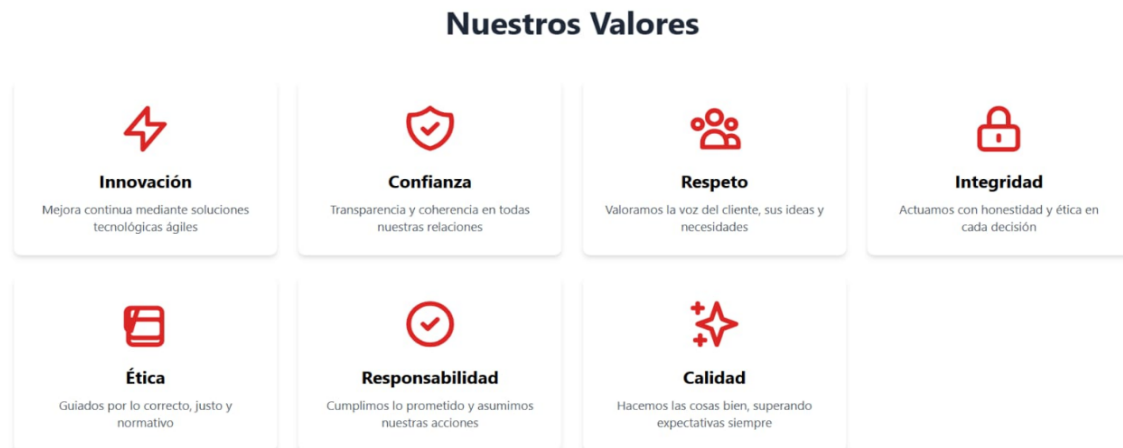 Nuestros Valores
Innovación
Mejora continua mediante soluciones
tecnológicas ágiles
Confianza
Transparencia y coherencia en todas
nuestras relaciones
Respeto
Valoramos la voz del cliente, sus ideas y
necesidades
Integridad
Actuamos con honestidad y ética en
cada decisión
Ética
Guiados por lo correcto, justo y
normativo
Responsabilidad
Cumplimos lo prometido y asumimos
nuestras acciones
Calidad
Hacemos las cosas bien, superando
expectativas siempre